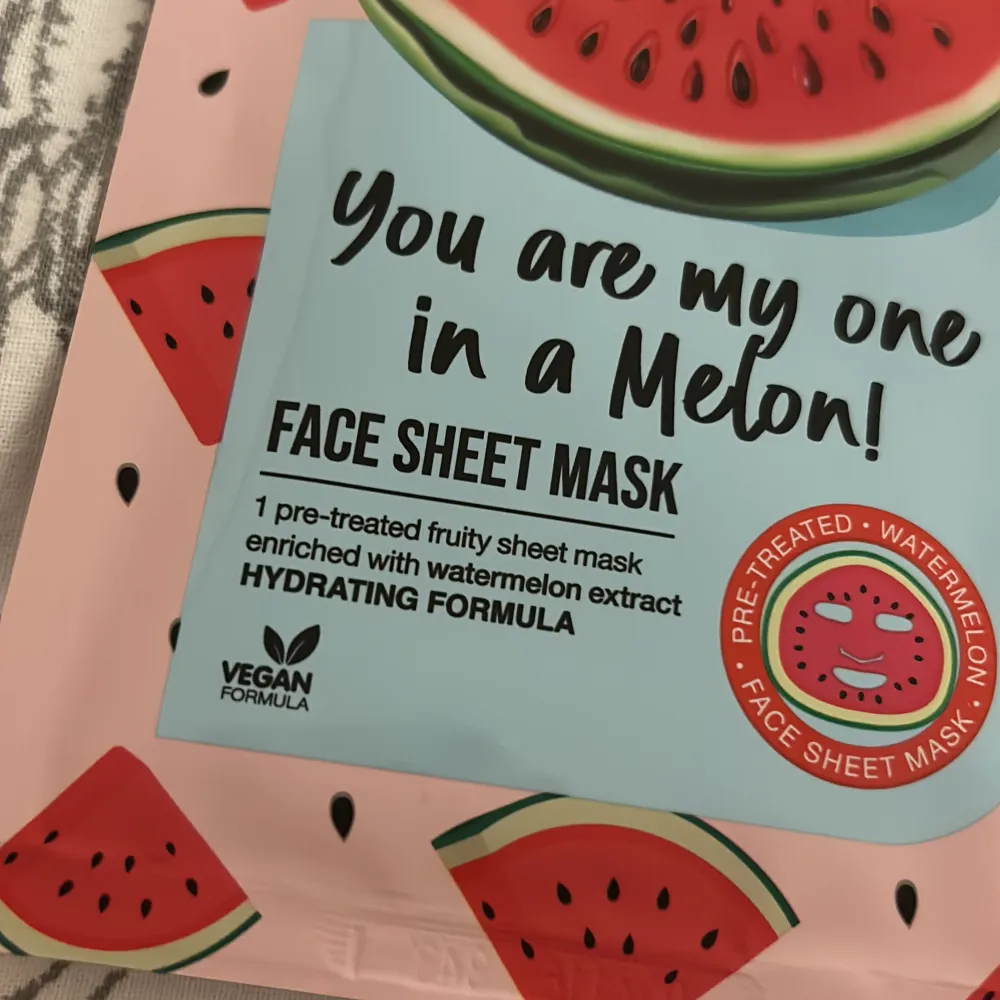 You are my one
in a Melon!
FACE SHEET MASK
1 pre-treated fruity sheet mask
enriched with watermelon extract
HYDRATING FORMULA
VEGAN
FORMULA
PRE-TREATED • WATERMELON •
FACE SHEET MASK •